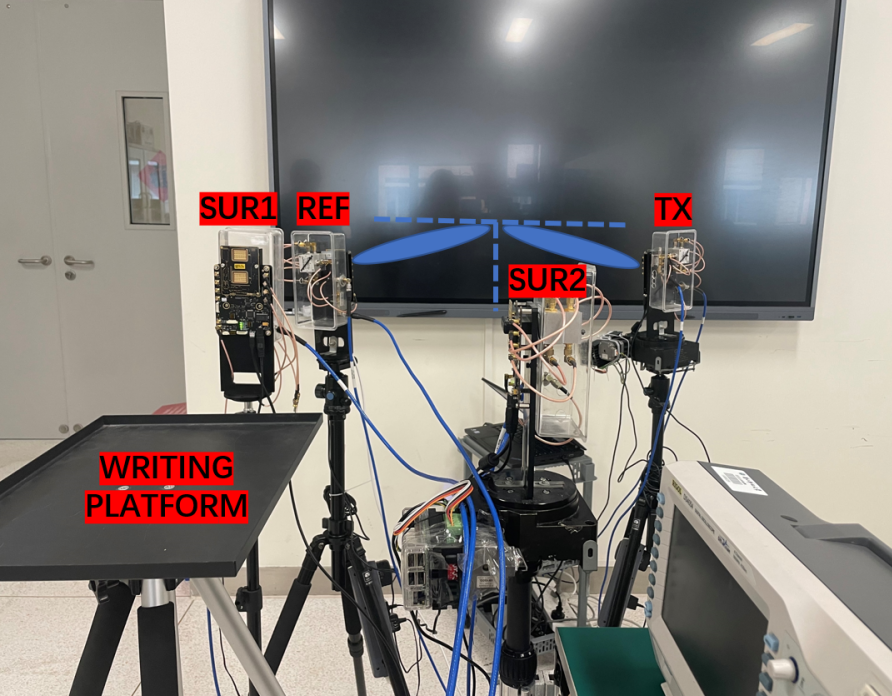 SUR1
REF
TX
SUR2
WRITING
PLATFORM